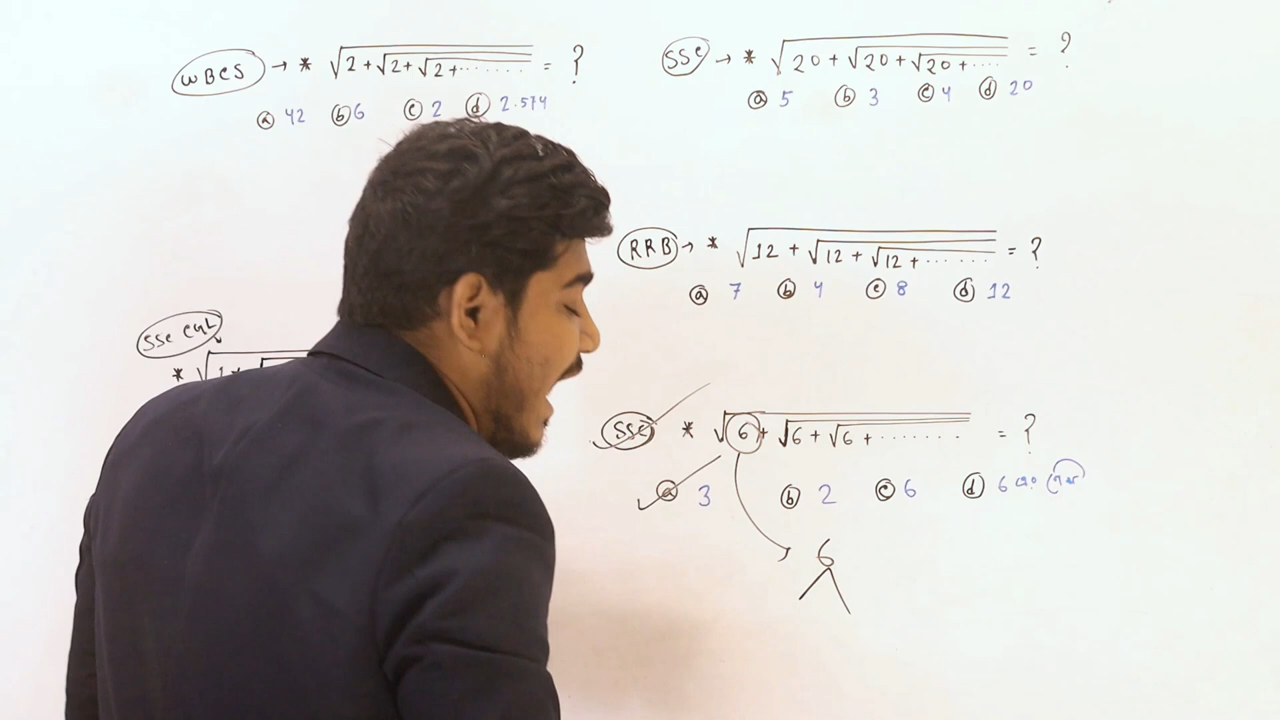 WBCS → * √2+√2+√2+....... = ?
ⓐ 42 ⓑ 6 ⓒ 2 ⓓ 2.574
SSC → * √20+√20+√20+.... = ?
ⓐ 5 ⓑ 3 ⓒ 4 ⓓ 20
RRB → * √12+√12+√12+....... = ?
ⓐ 7 ⓑ 4 ⓒ 8 ⓓ 12
SSC CGL
*
SSC * √6+√6+√6+........ = ?
ⓐ 3 ⓑ 2 ⓒ 6 ⓓ 6
6